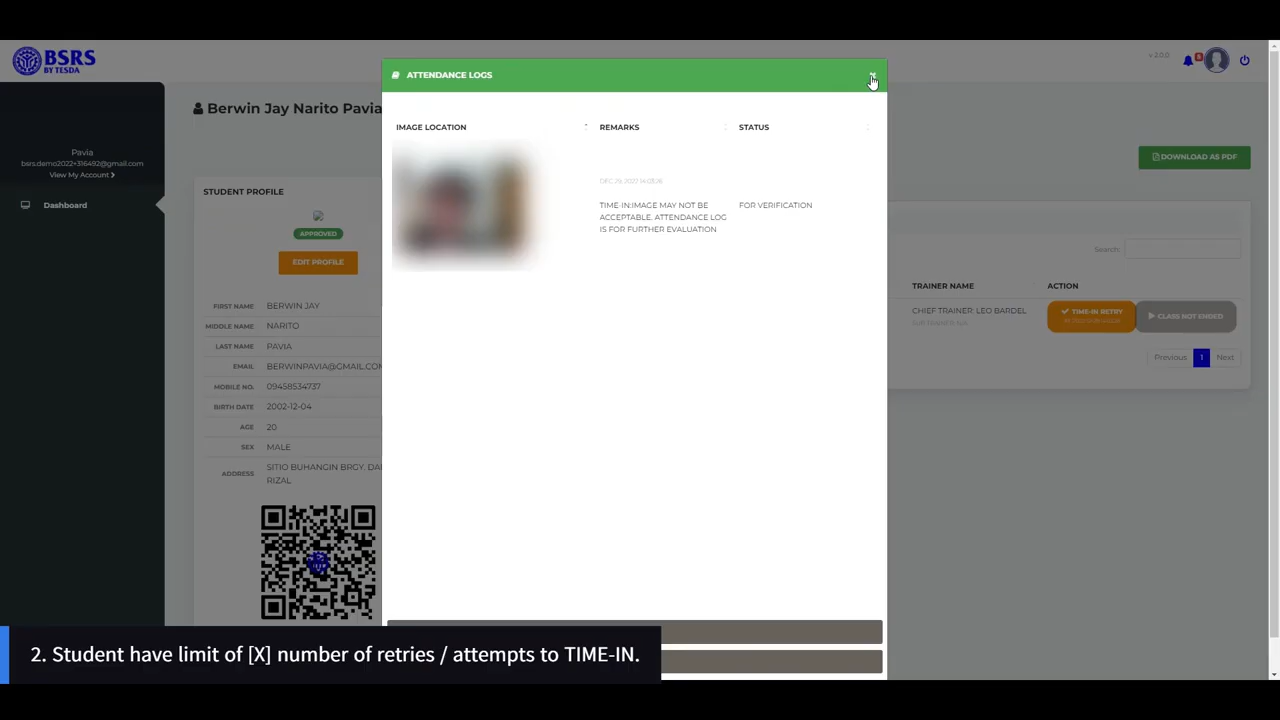 BSRS
BY TESDA
v 2.0.0
ATTENDANCE LOGS
Berwin Jay Narito Pavia
IMAGE LOCATION
REMARKS
STATUS
Pavia
View My Account
DOWNLOAD AS PDF
Dashboard
STUDENT PROFILE
TIME-IN:IMAGE MAY NOT BE
ACCEPTABLE. ATTENDANCE LOG
IS FOR FURTHER EVALUATION
FOR VERIFICATION
APPROVED
EDIT PROFILE
Search:
TRAINER NAME
ACTION
FIRST NAME BERWIN JAY
CHIEF TRAINER: LEO BARDEL
TIME-IN RETRY
CLASS NOT ENDED
MIDDLE NAME NARITO
LAST NAME PAVIA
Previous 1 Next
EMAIL BERWINPAVIA@GMAIL.COM
MOBILE NO. 09458534737
BIRTH DATE 2002-12-04
AGE 20
SEX MALE
ADDRESS SITIO BUHANGIN BRGY. DA
RIZAL
2. Student have limit of [X] number of retries / attempts to TIME-IN.